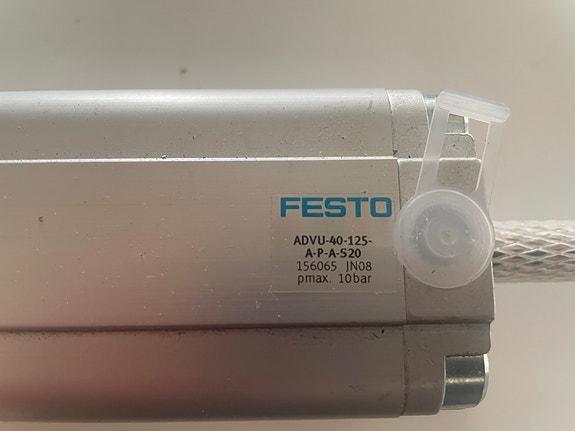 FESTO
ADVU-40-125-
A-P-A-S20
156065 JN08
pmax. 10bar